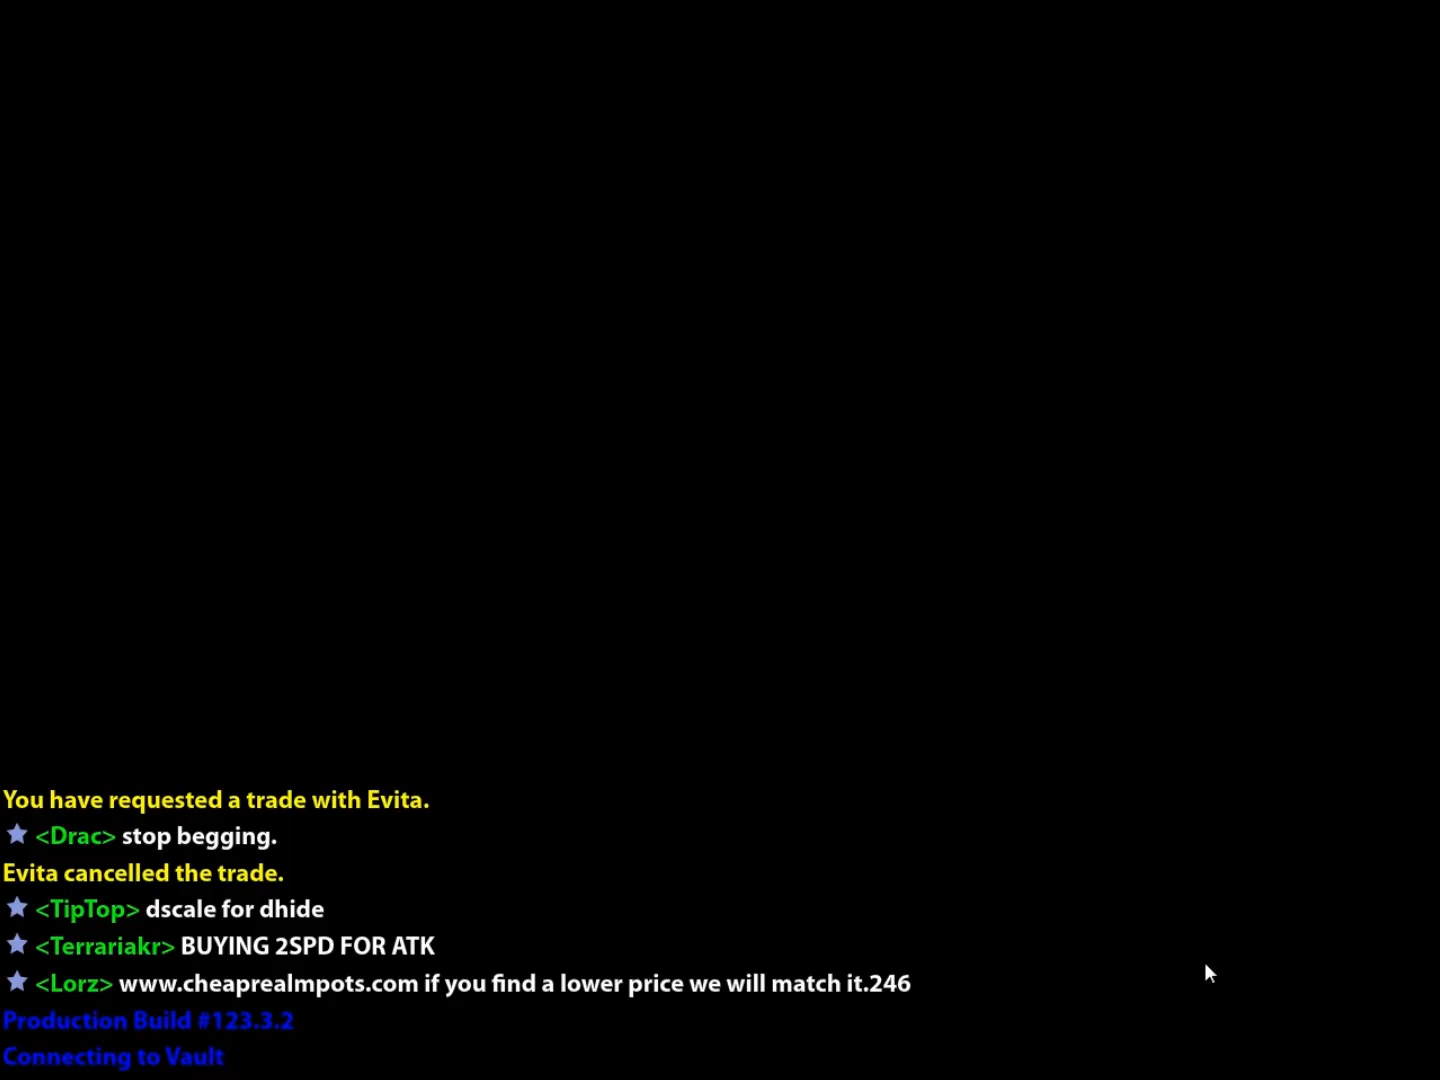 You have requested a trade with Evita.
<Drac> stop begging.
Evita cancelled the trade.
<TipTop> dscale for dhide
<Terrariakr> BUYING 2SPD FOR ATK
<Lorz> www.cheaprealmpots.com if you find a lower price we will match it.246
Production Build #123.3.2
Connecting to Vault